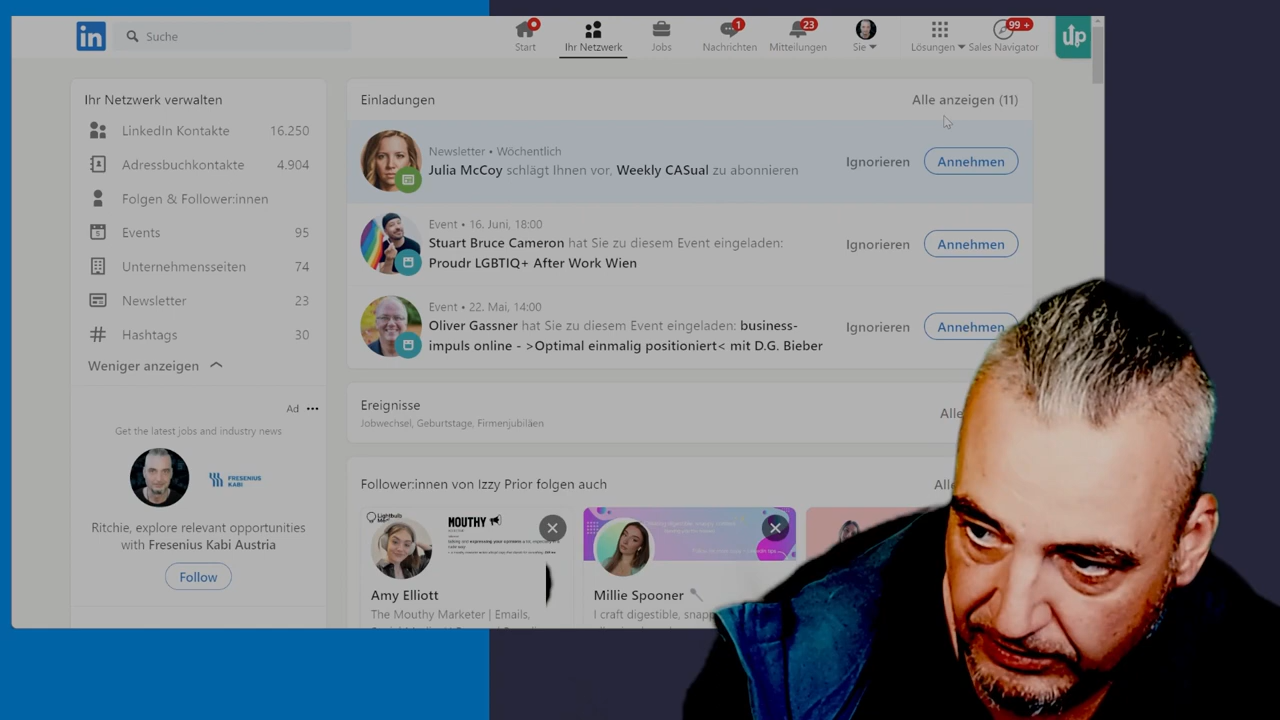 in
Suche
Start
Ihr Netzwerk
Jobs
1
Nachrichten
23
Mitteilungen
Sie
Lösungen
99 +
Sales Navigator
up
Ihr Netzwerk verwalten
LinkedIn Kontakte 16.250
Adressbuchkontakte 4.904
Folgen & Follower:innen
Events 95
Unternehmensseiten 74
Newsletter 23
Hashtags 30
Weniger anzeigen
Ad
Get the latest jobs and industry news
FRESENIUS
KABI
Ritchie, explore relevant opportunities
with Fresenius Kabi Austria
Follow
Einladungen
Alle anzeigen (11)
Newsletter • Wöchentlich
Julia McCoy schlägt Ihnen vor, Weekly CASual zu abonnieren
Ignorieren Annehmen
Event • 16. Juni, 18:00
Stuart Bruce Cameron hat Sie zu diesem Event eingeladen:
Proudr LGBTIQ+ After Work Wien
Ignorieren Annehmen
Event • 22. Mai, 14:00
Oliver Gassner hat Sie zu diesem Event eingeladen: business-
impuls online - >Optimal einmalig positioniert< mit D.G. Bieber
Ignorieren Annehmen
Ereignisse
Alle
Jobwechsel, Geburtstage, Firmenjubiläen
Follower:innen von Izzy Prior folgen auch
MOUTHY
Amy Elliott
The Mouthy Marketer | Emails,
Millie Spooner
I craft digestible,